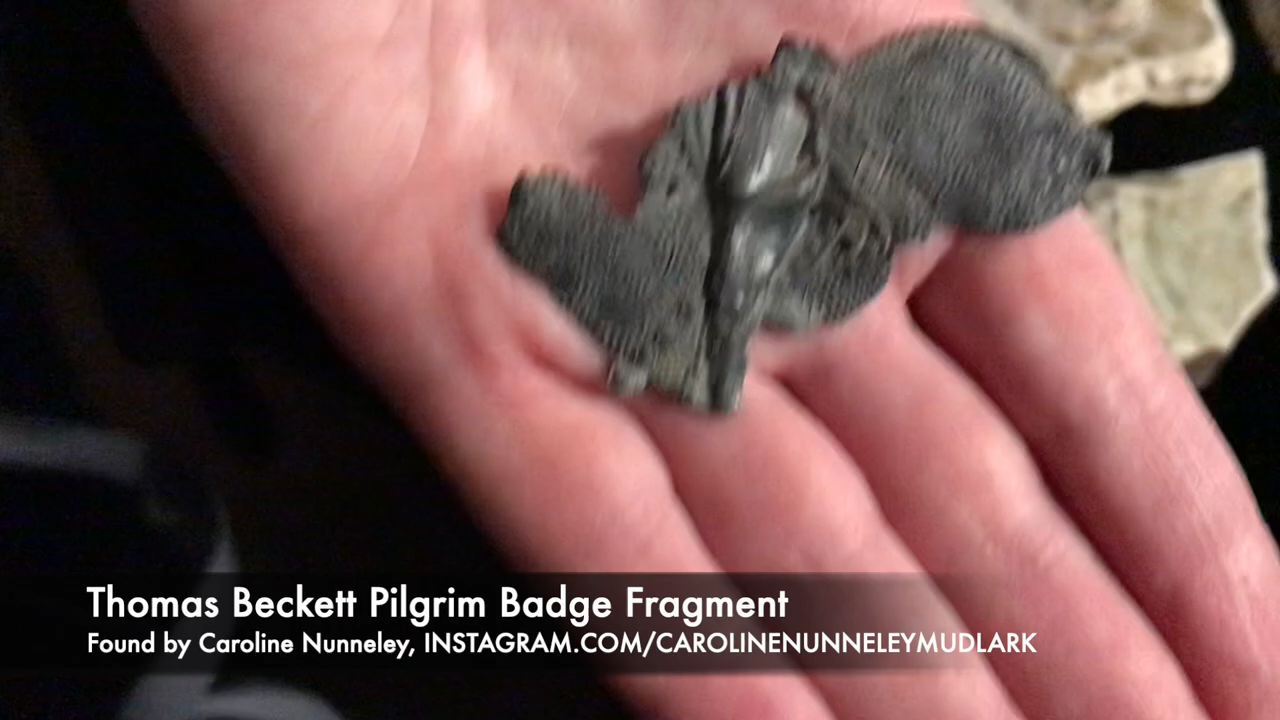 Thomas Beckett Pilgrim Badge Fragment
Found by Caroline Nunneley, INSTAGRAM.COM/CAROLINENUNNELEYMUDLARK